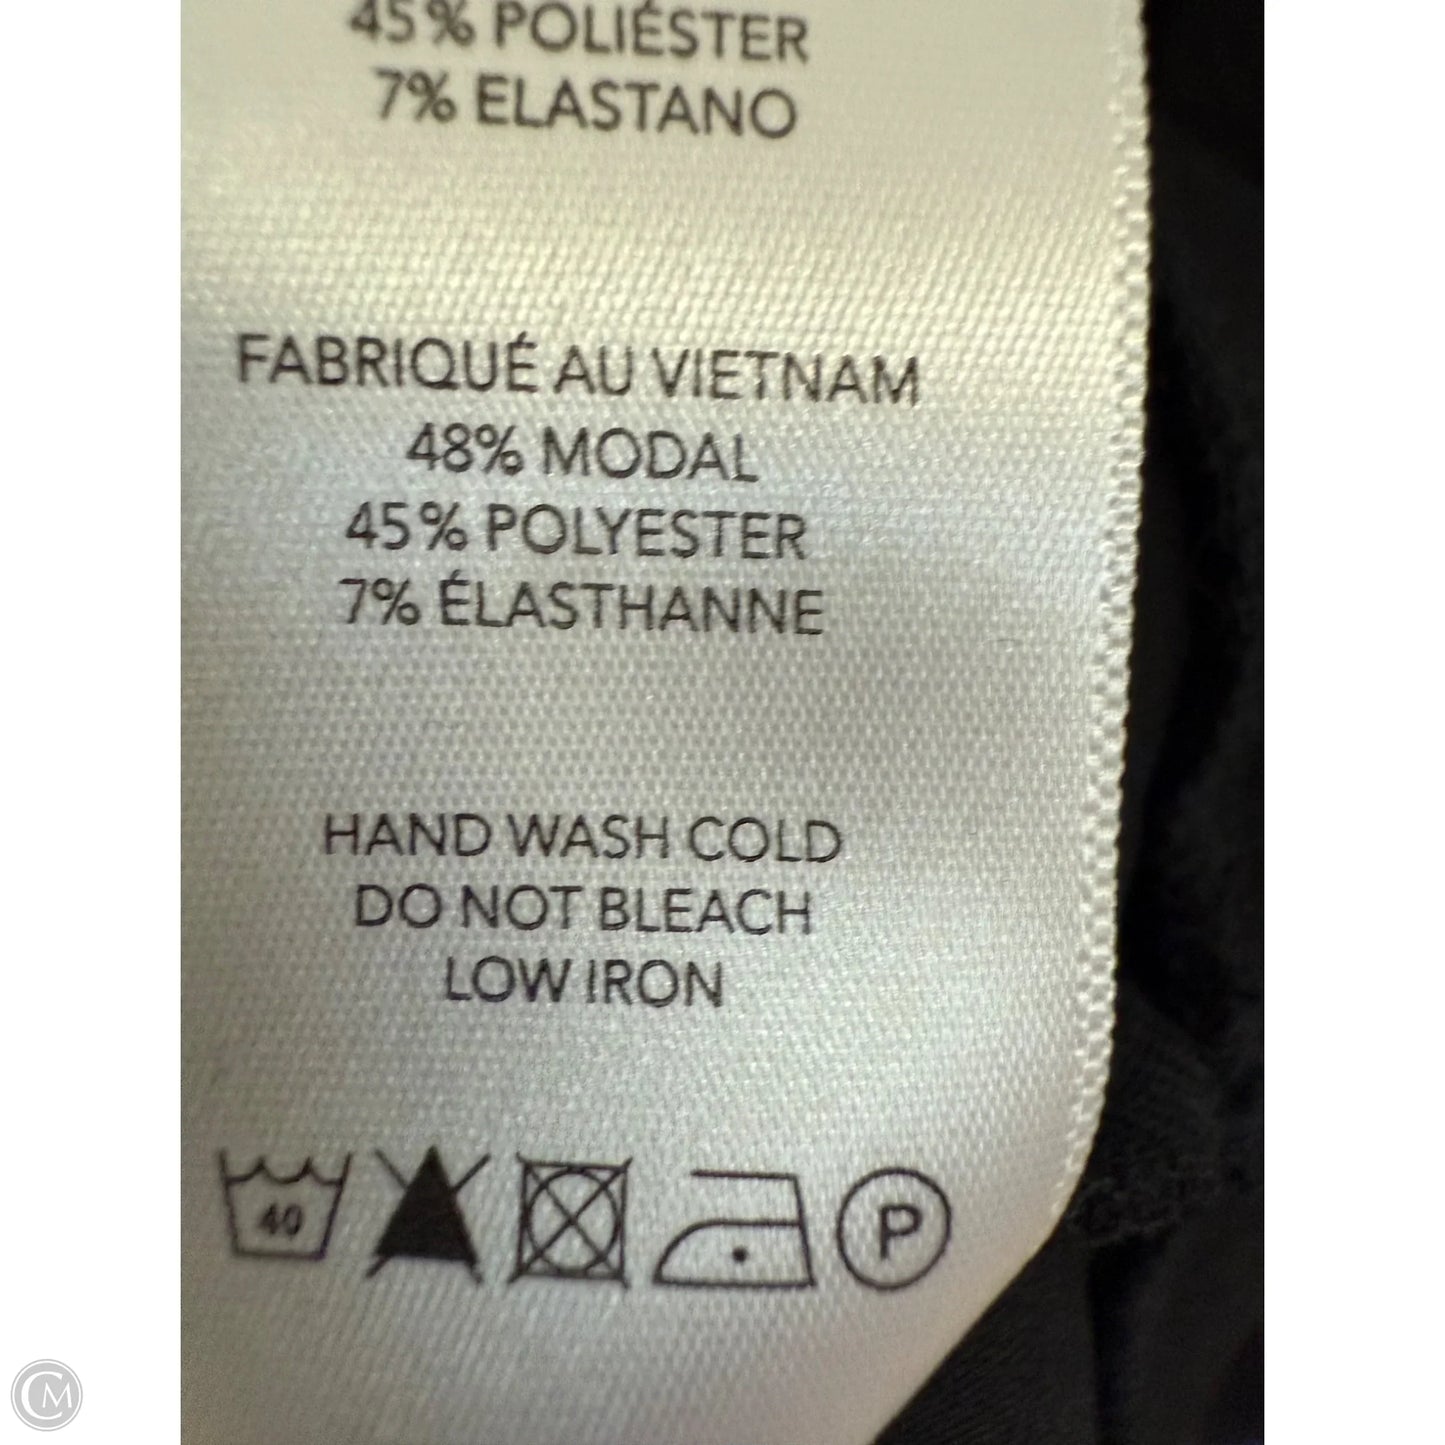 45% POLIÉSTER
7% ELASTANO
FABRIQUÉ AU VIETNAM
48% MODAL
45% POLYESTER
7% ÉLASTHANNE
HAND WASH COLD
DO NOT BLEACH
LOW IRON
40
P
CM